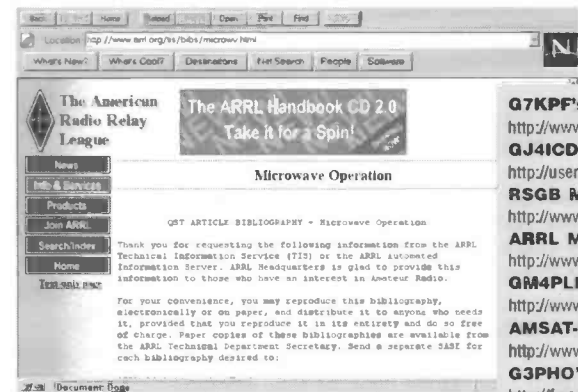 Back Home Reload Open Print Find
Location: http://www.arrl.org/tis/bibs/microwv.html
What's New? What's Cool? Destinations Net Search People Software
The American
Radio Relay
League
The ARRL Handbook CD 2.0
Take it for a Spin!
News
Info & Services
Products
Join ARRL
Search/Index
Home
Text only page
Microwave Operation
QST ARTICLE BIBLIOGRAPHY - Microwave Operation
Thank you for requesting the following information from the ARRL
Technical Information Service (TIS) or the ARRL Automated
Information Server. ARRL Headquarters is glad to provide this
information to those who have an interest in Amateur Radio.
For your convenience, you may reproduce this bibliography,
electronically or on paper, and distribute it to anyone who needs
it, provided that you reproduce it in its entirety and do so free
of charge. Paper copies of these bibliographies are available from
the ARRL Technical Department Secretary. Send a separate SASE for
each bibliography desired to:
Document: Done
N
G7KPF'
http://www
GJ4ICD
http://user
RSGB M
http://www
ARRL M
http://www
GM4PL
http://www
AMSAT-
http://www
G3PHO'